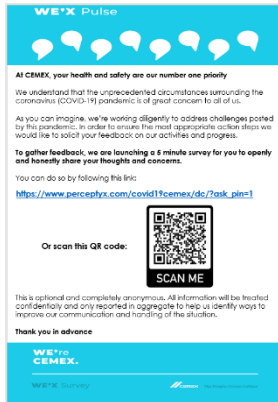 WE*X Pulse
At CEMEX, your health and safety are our number one priority
We understand that the unprecedented circumstances surrounding the
coronavirus (COVID-19) pandemic is of great concern to all of us.
As you can imagine, we're working diligently to address challenges posted
by this pandemic. In order to ensure the most appropriate action steps we
would like to solicit your feedback on our activities and progress.
To gather feedback, we are launching a 5 minute survey for you to openly
and honestly share your thoughts and concerns.
You can do so by following this link:
https://www.perceptyx.com/covid19cemex/dc/?ask_pin=1
Or scan this QR code:
SCAN ME
This is optional and completely anonymous. All information will be treated
confidentially and only reported in aggregate to help us identify ways to
improve our communication and handling of the situation.
Thank you in advance
WE*re
CEMEX.
WE*X Survey
CEMEX